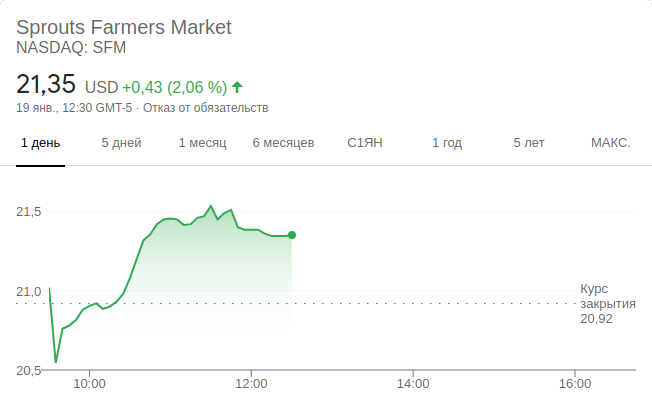 Sprouts Farmers Market
NASDAQ: SFM
21,35 USD +0,43 (2,06 %)
19 янв., 12:30 GMT-5 · Отказ от обязательств
1 день 5 дней 1 месяц 6 месяцев С1ЯН 1 год 5 лет МАКС.
21,5
21,0
Курс
закрытия
20,92
20,5
10:00 12:00 14:00 16:00